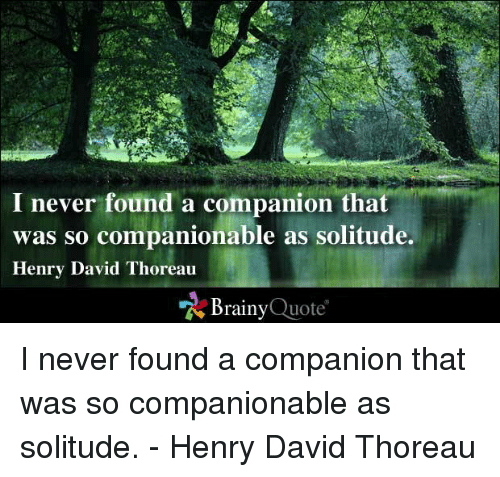 I never found a companion that
was so companionable as solitude.
Henry David Thoreau
BrainyQuote®
I never found a companion that
was so companionable as
solitude. - Henry David Thoreau